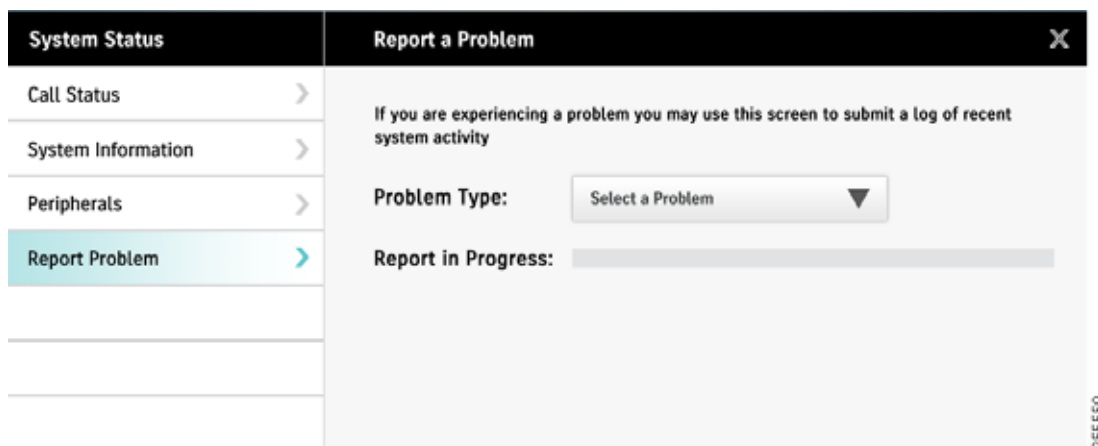 System Status
Call Status
System Information
Peripherals
Report Problem
Report a Problem
X
If you are experiencing a problem you may use this screen to submit a log of recent
system activity
Problem Type:
Select a Problem
Report in Progress: